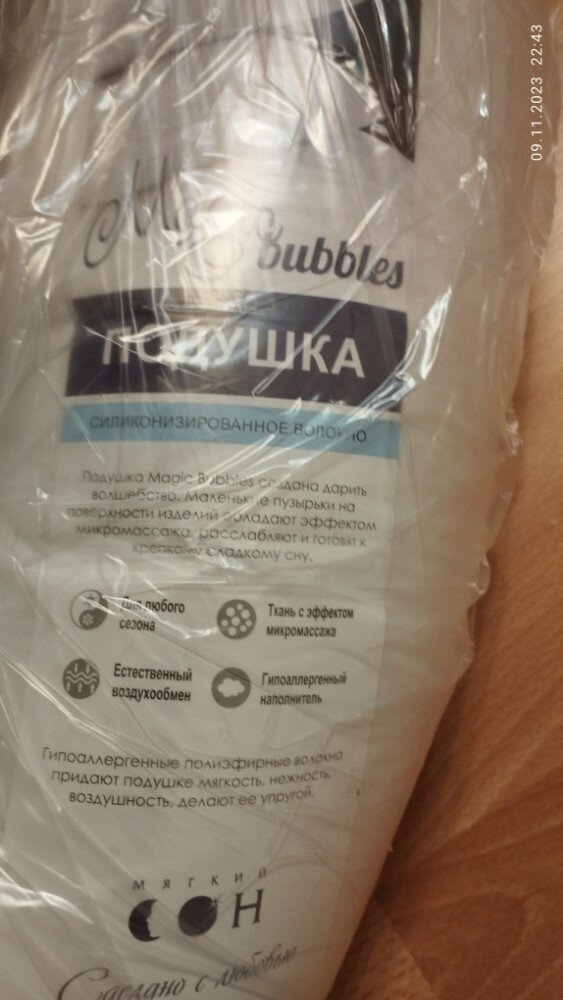 09.11.2023 22:43
Magic Bubbles
ПОДУШКА
СИЛИКОНИЗИРОВАННОЕ ВОЛОКНО
Подушка Magic Bubbles создана дарить
волшебство. Маленькие пузырьки на
поверхности изделий обладают эффектом
микромассажа, расслабляют и готовят к
крепкому сладкому сну.
Для любого
сезона
Ткань с эффектом
микромассажа
Естественный
воздухообмен
Гипоаллергенный
наполнитель
Гипоаллергенные полиэфирные волокна
придают подушке мягкость, нежность,
воздушность, делают её упругой.
МЯГКИЙ
СОН
Сделано с любовью